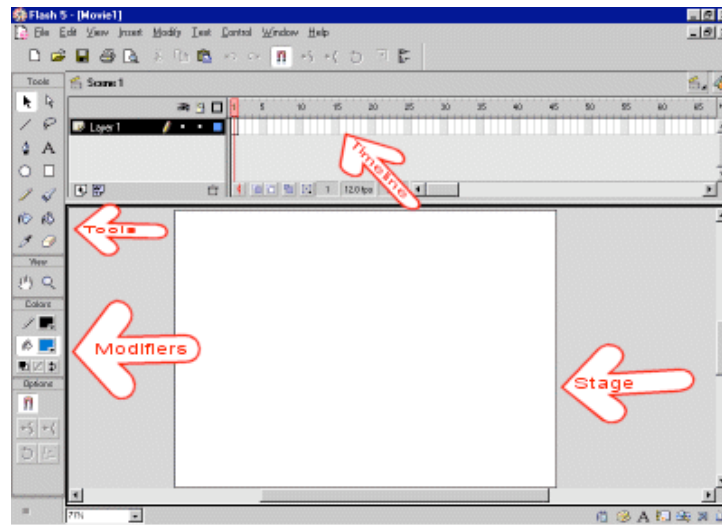 Flash 5 - [Movie1]
File Edit View Insert Modify Text Control Window Help
Tools
Scene 1
1 5 10 15 20 25 30 35 40 45 50 55 60 65
Layer 1
Timeline
1 12.0 fps
A
Tools
View
Colors
Modifiers
Options
Stage
A